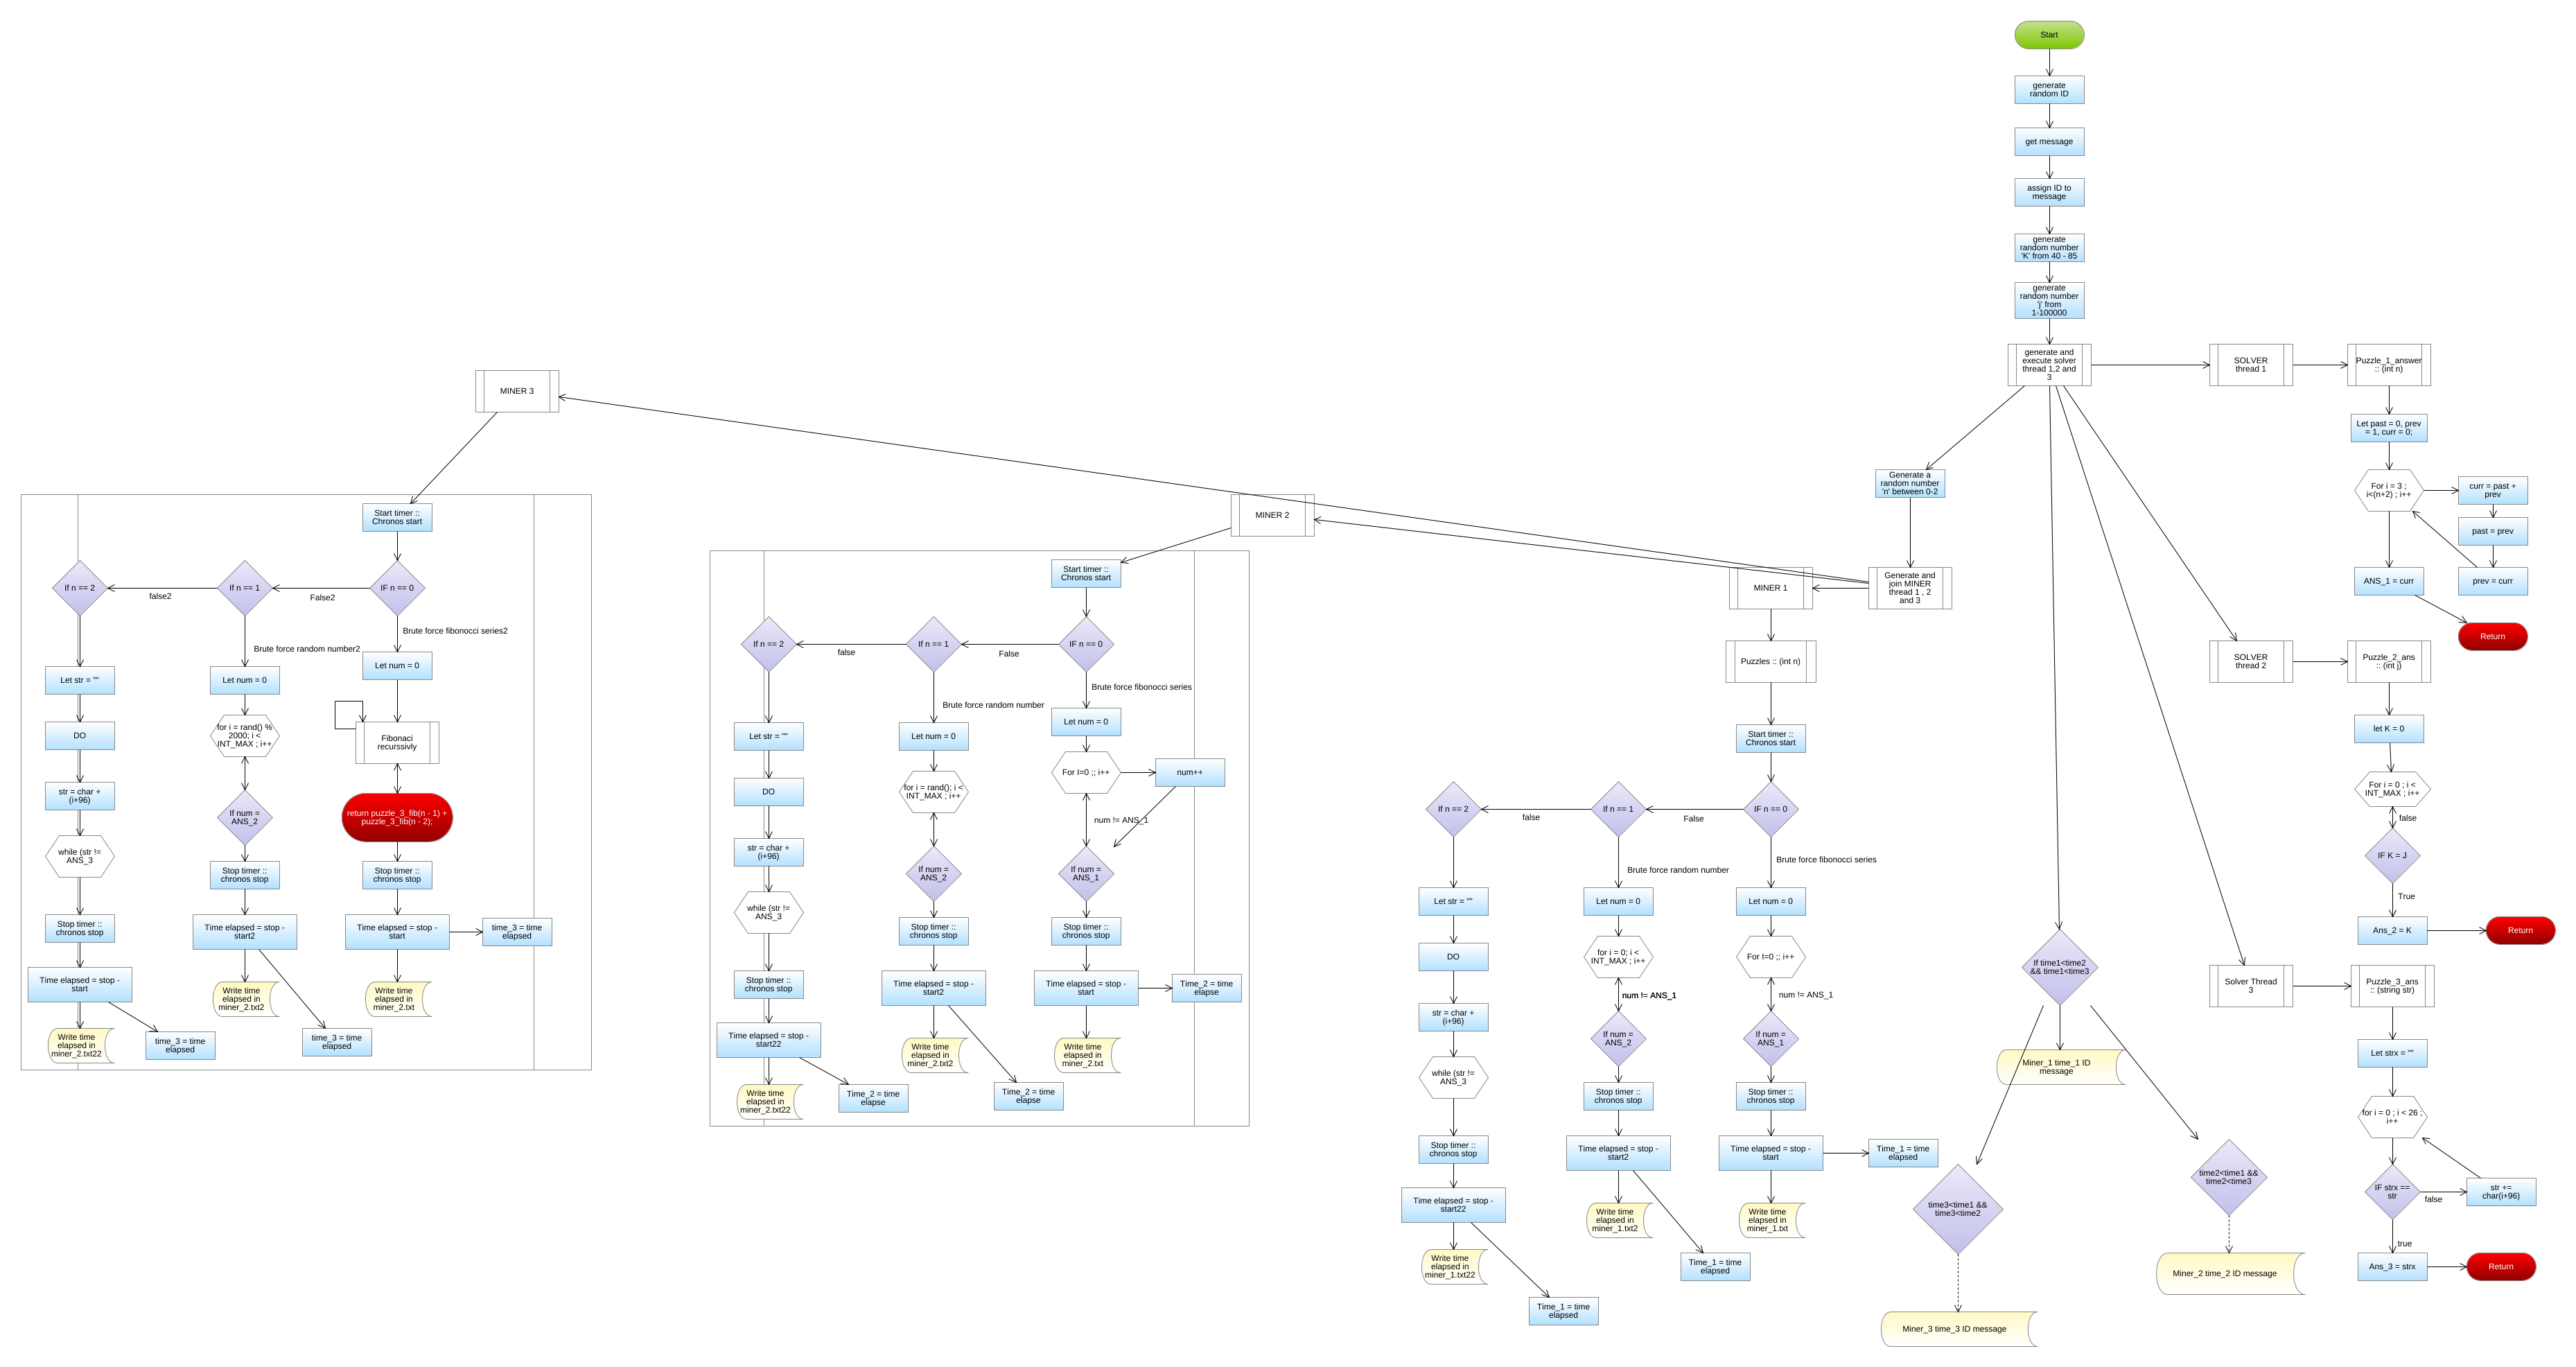 Start
generate
random ID
get message
assign ID to
message
generate
random number
'K' from 40 - 85
generate
random number
'j' from
1-100000
generate and
execute solver
thread 1,2 and
3
SOLVER
thread 1
Puzzle_1_answer
:: (int n)
Let past = 0, prev
= 1, curr = 0;
For i = 3 ;
i<(n+2) ; i++
curr = past +
prev
past = prev
prev = curr
ANS_1 = curr
Return
SOLVER
thread 2
Puzzle_2_ans
:: (int j)
let K = 0
For i = 0 ; i <
INT_MAX ; i++
false
IF K = J
True
Ans_2 = K
Return
Solver Thread
3
Puzzle_3_ans
:: (string str)
Let strx = ""
for i = 0 ; i < 26 ;
i++
IF strx ==
str
false
str +=
char(i+96)
true
Ans_3 = strx
Return
If time1<time2
&& time1<time3
Miner_1 time_1 ID
message
time2<time1 &&
time2<time3
Miner_2 time_2 ID message
time3<time1 &&
time3<time2
Miner_3 time_3 ID message
Generate a
random number
'n' between 0-2
Generate and
join MINER
thread 1 , 2
and 3
MINER 1
Puzzles :: (int n)
Start timer ::
Chronos start
IF n == 0
False
If n == 1
false
If n == 2
Brute force fibonocci series
Let num = 0
For I=0 ;; i++
num != ANS_1
If num =
ANS_1
Stop timer ::
chronos stop
Time elapsed = stop -
start
Time_1 = time
elapsed
Write time
elapsed in
miner_1.txt
Brute force random number
Let num = 0
for i = 0; i <
INT_MAX ; i++
num != ANS_1
If num =
ANS_2
Stop timer ::
chronos stop
Time elapsed = stop -
start2
Write time
elapsed in
miner_1.txt2
Time_1 = time
elapsed
Let str = ""
DO
str = char +
(i+96)
while (str !=
ANS_3
Stop timer ::
chronos stop
Time elapsed = stop -
start22
Write time
elapsed in
miner_1.txt22
Time_1 = time
elapsed
MINER 2
Start timer ::
Chronos start
IF n == 0
False
If n == 1
false
If n == 2
Brute force fibonocci series
Let num = 0
For I=0 ;; i++
num++
num != ANS_1
If num =
ANS_1
Stop timer ::
chronos stop
Time elapsed = stop -
start
Time_2 = time
elapse
Write time
elapsed in
miner_2.txt
Brute force random number
Let num = 0
for i = rand(); i <
INT_MAX ; i++
If num =
ANS_2
Stop timer ::
chronos stop
Time elapsed = stop -
start2
Write time
elapsed in
miner_2.txt2
Time_2 = time
elapse
Let str = ""
DO
str = char +
(i+96)
while (str !=
ANS_3
Stop timer ::
chronos stop
Time elapsed = stop -
start22
Write time
elapsed in
miner_2.txt22
Time_2 = time
elapse
MINER 3
Start timer ::
Chronos start
IF n == 0
False2
If n == 1
false2
If n == 2
Brute force fibonocci series2
Let num = 0
Fibonaci
recurssivly
return puzzle_3_fib(n - 1) +
puzzle_3_fib(n - 2);
Stop timer ::
chronos stop
Time elapsed = stop -
start
time_3 = time
elapsed
Write time
elapsed in
miner_2.txt
Brute force random number2
Let num = 0
for i = rand() %
2000; i <
INT_MAX ; i++
If num =
ANS_2
Stop timer ::
chronos stop
Time elapsed = stop -
start2
Write time
elapsed in
miner_2.txt2
time_3 = time
elapsed
Let str = ""
DO
str = char +
(i+96)
while (str !=
ANS_3
Stop timer ::
chronos stop
Time elapsed = stop -
start
Write time
elapsed in
miner_2.txt22
time_3 = time
elapsed